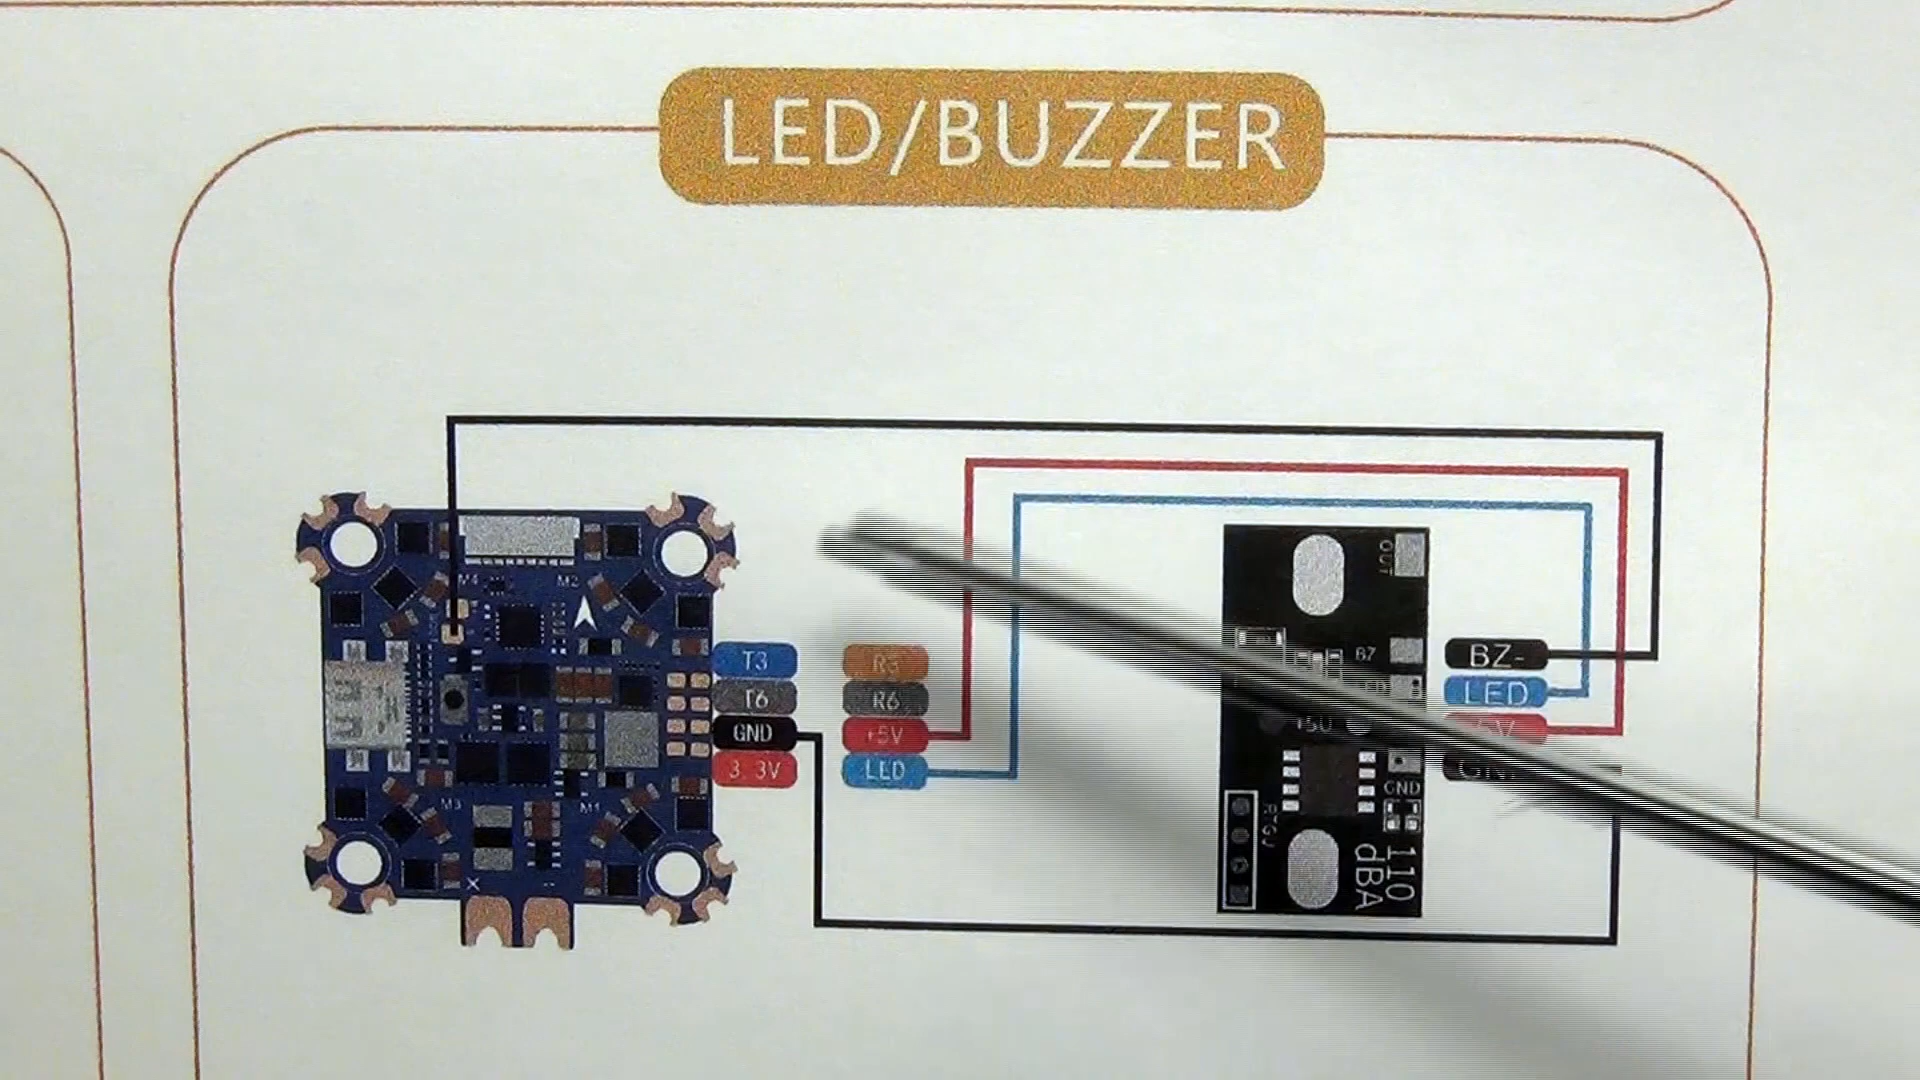 LED/BUZZER
M4 M2
OUT
BZ
BZ-
T3 R3
LED
T6 R6
GND +5V
+5V
3.3V LED
GND
M3 M1
110
dBA